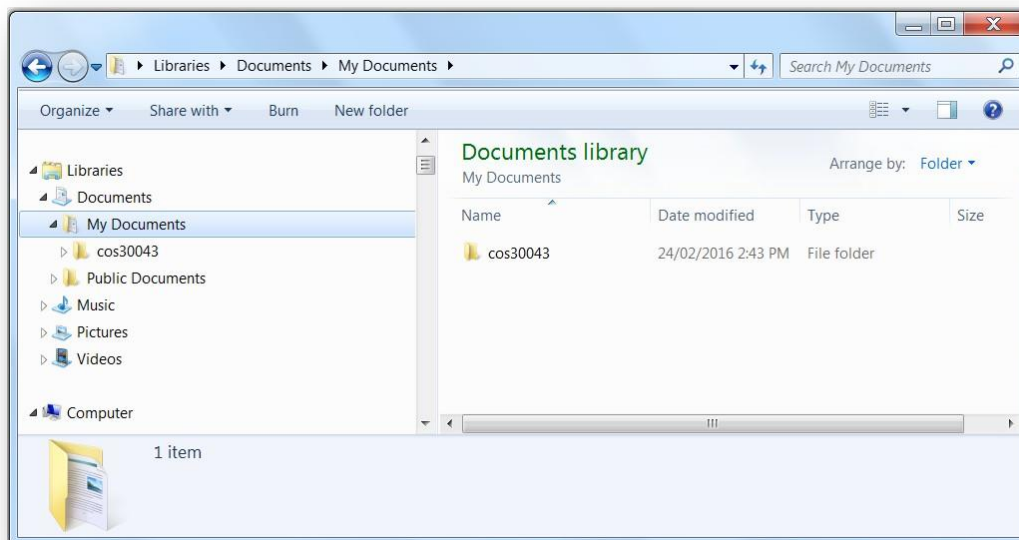 Libraries Documents My Documents
Search My Documents
Organize Share with Burn New folder
Libraries
Documents
My Documents
cos30043
Public Documents
Music
Pictures
Videos
Computer
Documents library
My Documents
Arrange by: Folder
Name Date modified Type Size
cos30043 24/02/2016 2:43 PM File folder
1 item